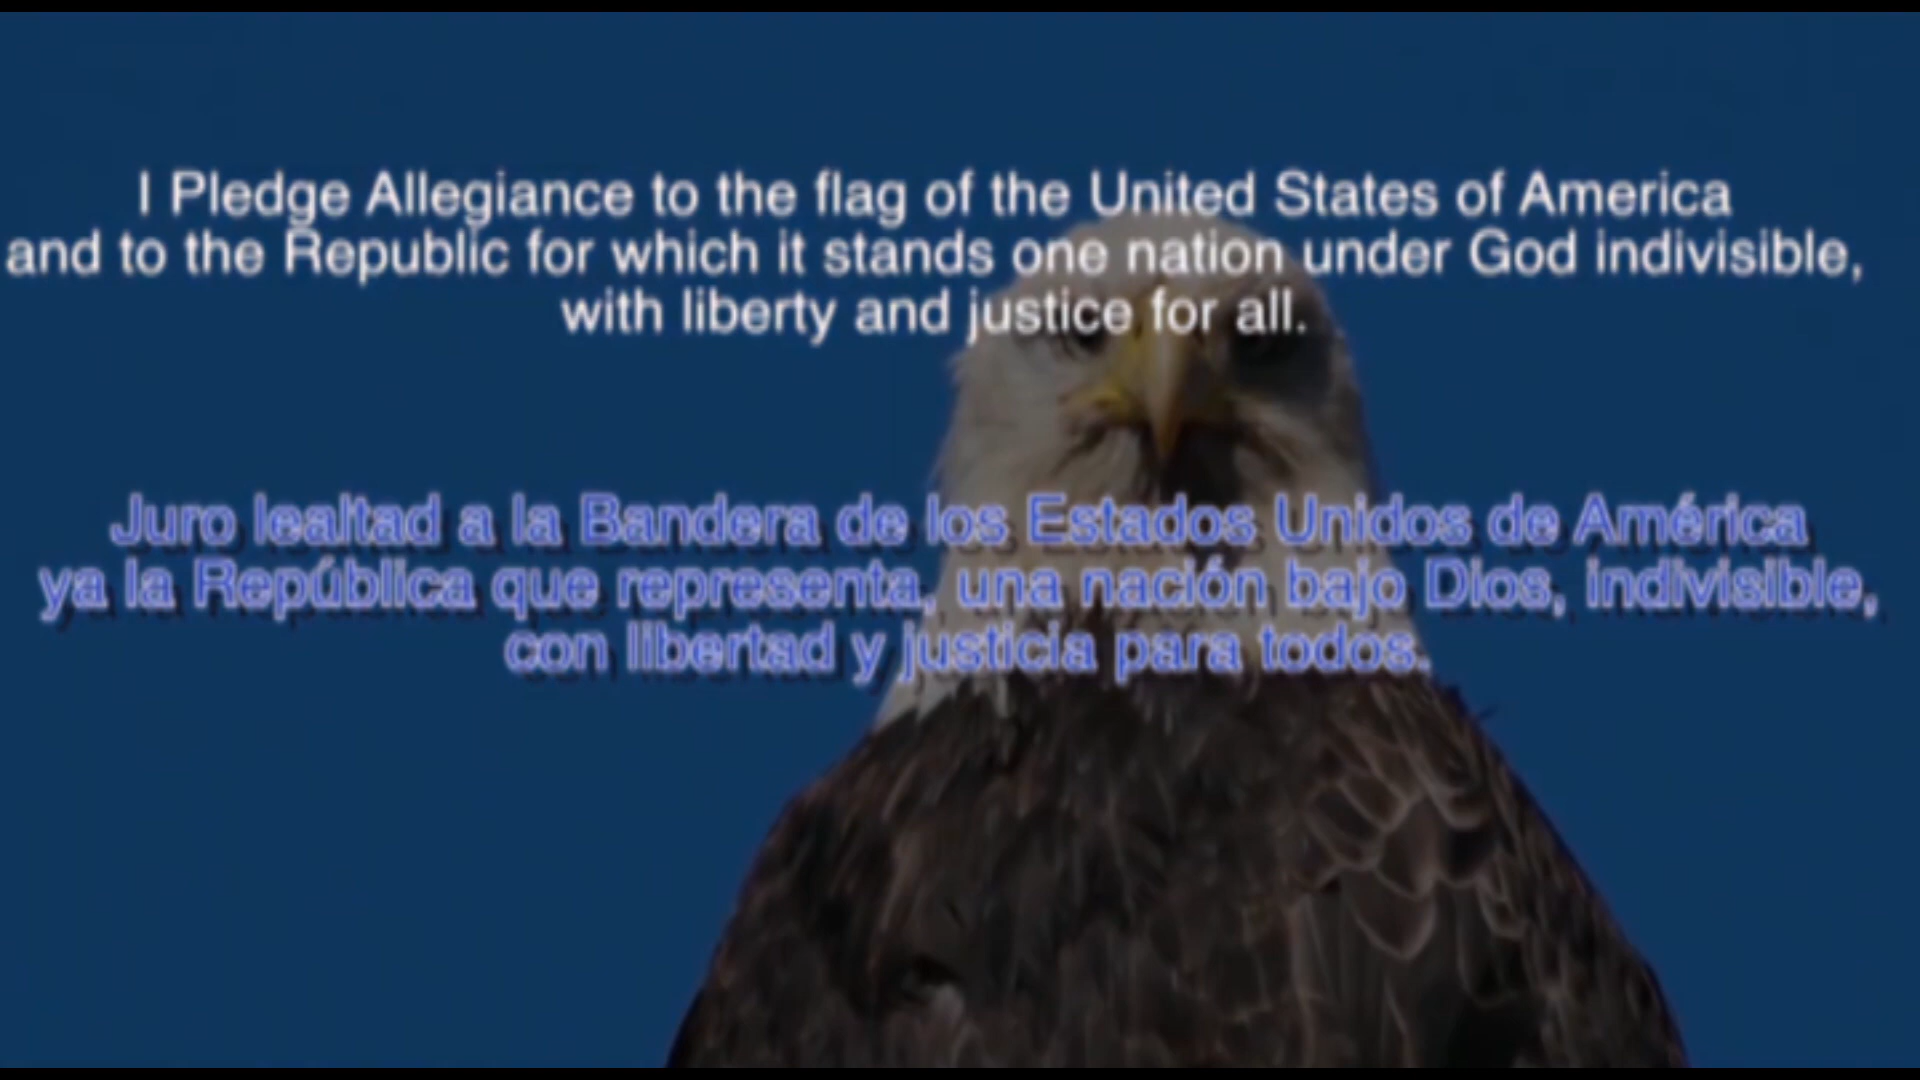 I Pledge Allegiance to the flag of the United States of America
and to the Republic for which it stands one nation under God indivisible,
with liberty and justice for all.
Juro lealtad a la Bandera de los Estados Unidos de América
ya la República que representa, una nación bajo Dios, indivisible,
con libertad y justicia para todos.